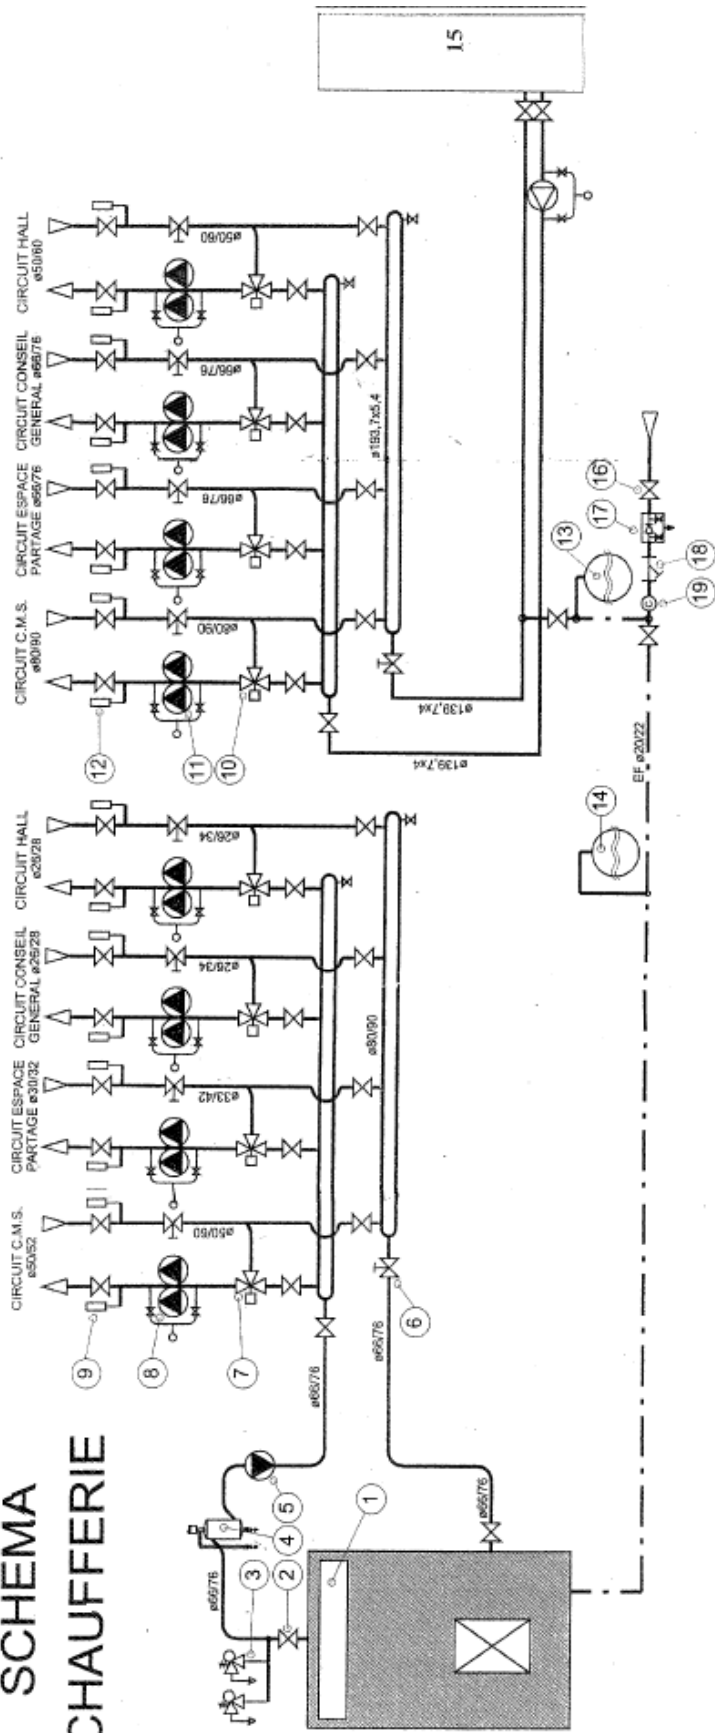 SCHEMA
CHAUFFERIE
CIRCUIT C.M.S.
ø50/52
CIRCUIT ESPACE
PARTAGE ø30/32
CIRCUIT CONSEIL
GENERAL ø26/28
CIRCUIT HALL
ø26/28
CIRCUIT C.M.S.
ø80/90
CIRCUIT ESPACE
PARTAGE ø66/76
CIRCUIT CONSEIL
GENERAL ø66/76
CIRCUIT HALL
ø50/60
9
8
7
ø50/60
ø33/42
ø26/34
ø26/34
12
11
10
ø80/90
ø66/76
ø66/76
ø50/60
ø66/76
ø80/90
ø193,7x5,4
15
ø66/76
6
ø139,7x4
ø139,7x4
ø66/76
3
2
4
5
1
ø66/76
13
14
16
17
18
19
EF ø20/22